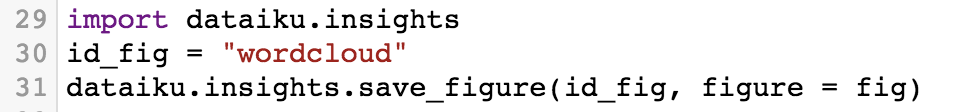 29 import dataiku.insights
30 id_fig = "wordcloud"
31 dataiku.insights.save_figure(id_fig, figure = fig)